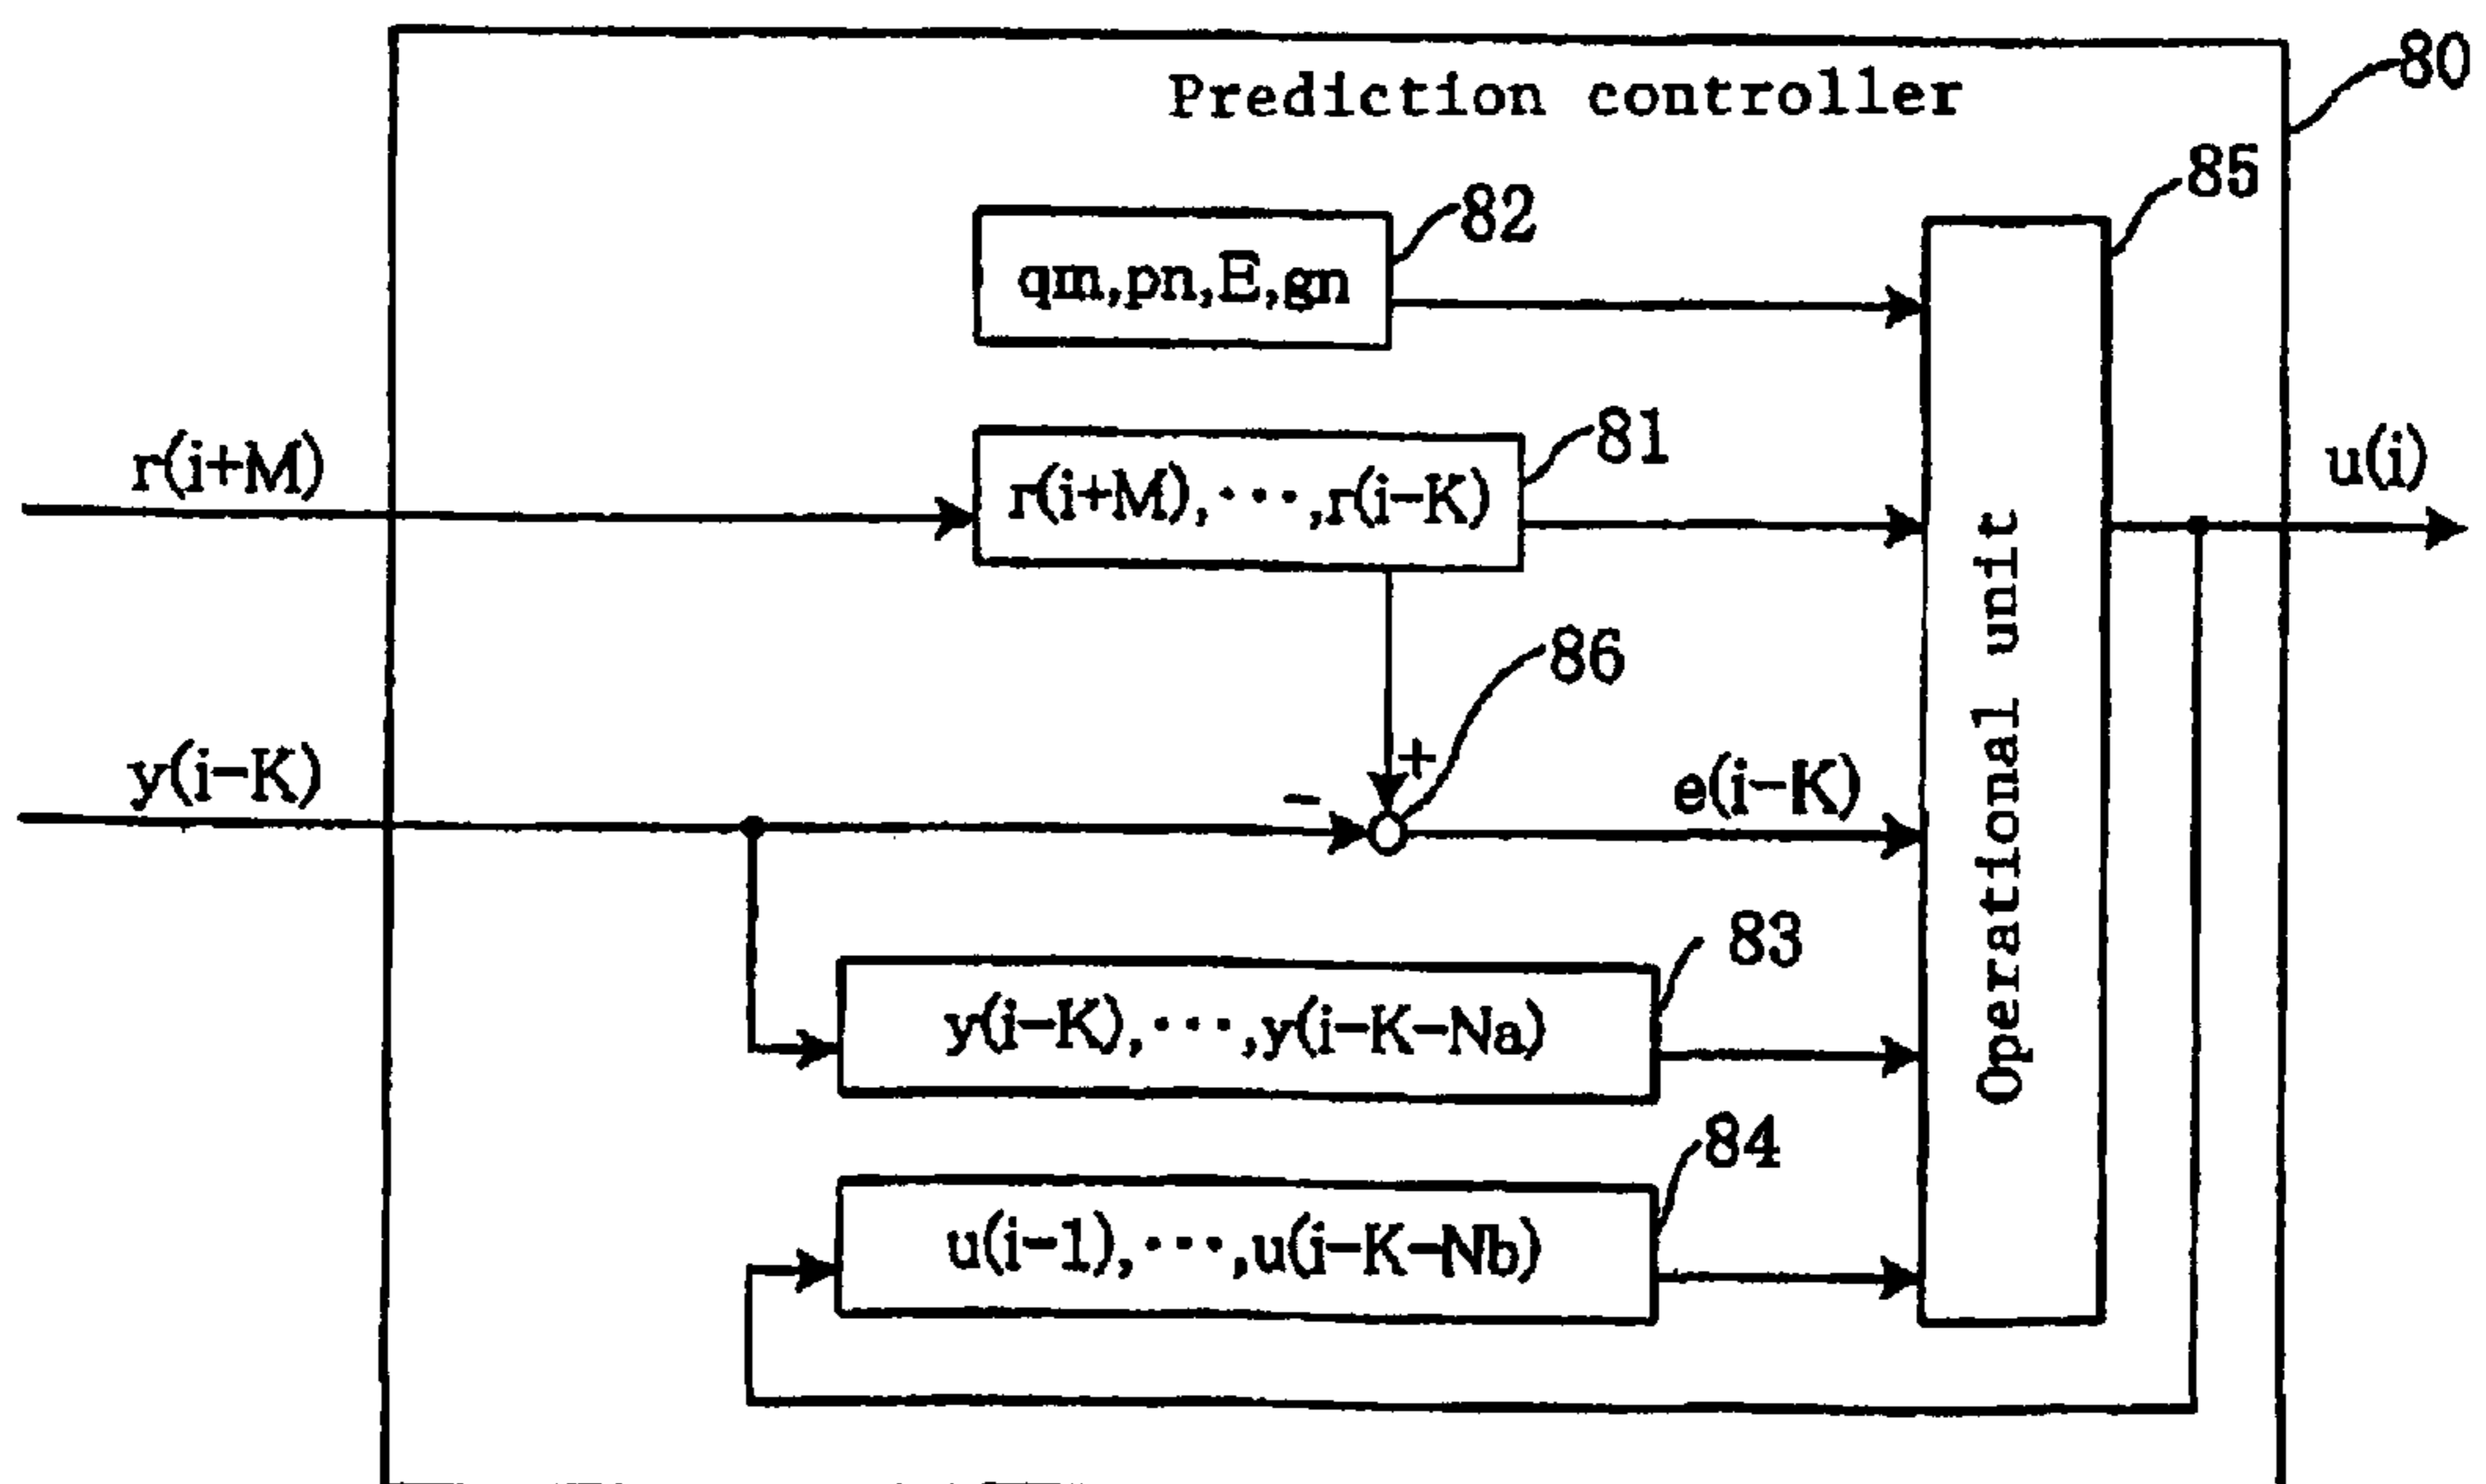 80
Prediction controller
85
82
qm,pn,E,gn
81
r(i+M)
r(i+M),···,r(i-K)
u(i)
86
+
y(i-K)
-
e(i-K)
Operational unit
83
y(i-K),···,y(i-K-Na)
84
u(i-1),···,u(i-K-Nb)